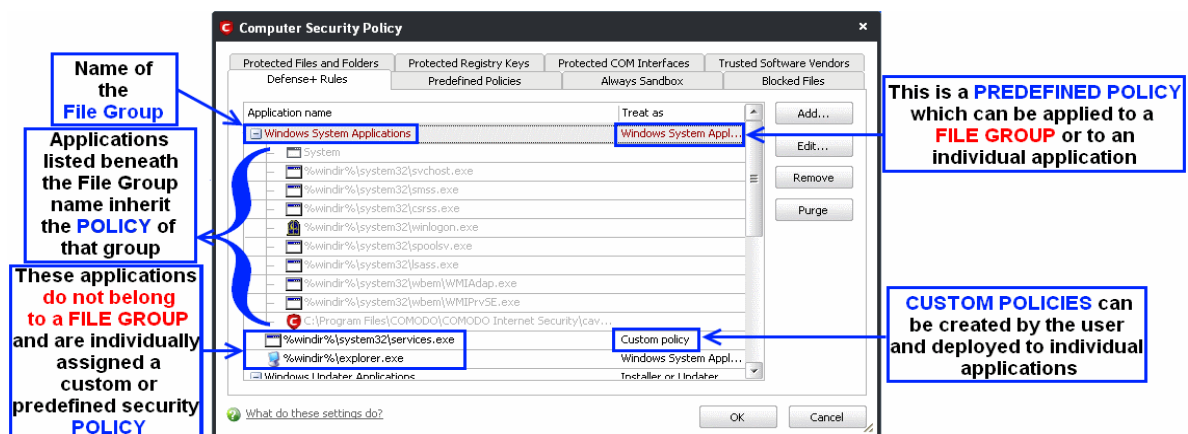 Computer Security Policy
Protected Files and Folders
Protected Registry Keys
Protected COM Interfaces
Trusted Software Vendors
Defense+ Rules
Predefined Policies
Always Sandbox
Blocked Files
Application name
Treat as
Windows System Applications
Windows System Appl...
System
%windir%\system32\svchost.exe
%windir%\system32\smss.exe
%windir%\system32\csrss.exe
%windir%\system32\winlogon.exe
%windir%\system32\spoolsv.exe
%windir%\system32\lsass.exe
%windir%\system32\wbem\WMIAdap.exe
%windir%\system32\wbem\WMIPrvSE.exe
C:\Program Files\COMODO\COMODO Internet Security\cav...
%windir%\system32\services.exe
Custom policy
%windir%\explorer.exe
Windows System Appl...
Windows Updater Applications
Installer or Updater
Add...
Edit...
Remove
Purge
What do these settings do?
OK
Cancel
Name of
the
File Group
Applications
listed beneath
the File Group
name inherit
the POLICY of
that group
These applications
do not belong
to a FILE GROUP
and are individually
assigned a
custom or
predefined security
POLICY
This is a PREDEFINED POLICY
which can be applied to a
FILE GROUP or to an
individual application
CUSTOM POLICIES can
be created by the user
and deployed to individual
applications